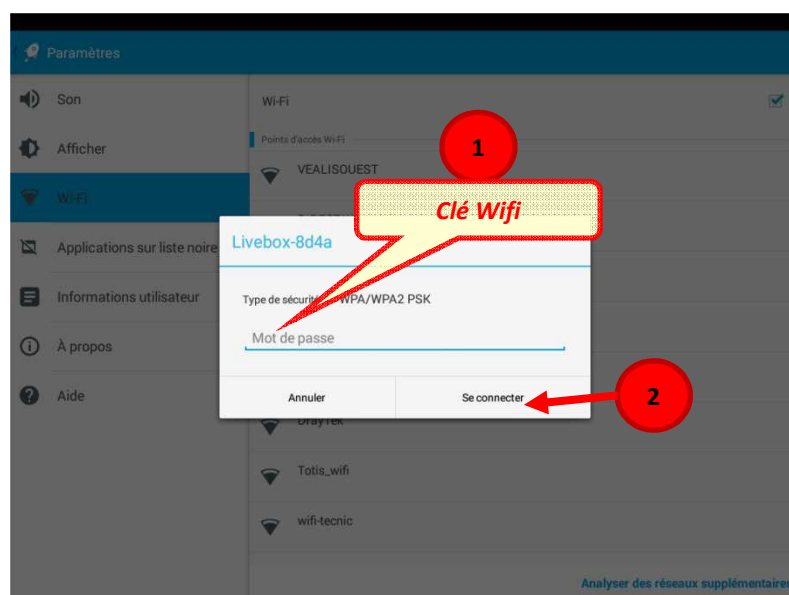 Paramètres
Son
Wi-Fi
Afficher
Points d'accès Wi-Fi
1
VEALISOUEST
Wi-Fi
Clé Wifi
Applications sur liste noire
Livebox-8d4a
Informations utilisateur
Type de sécurité WPA/WPA2 PSK
À propos
Mot de passe
Aide
Annuler
Se connecter
2
DrayTek
Totis_wifi
wifi-tecnic
Analyser des réseaux supplémentaires